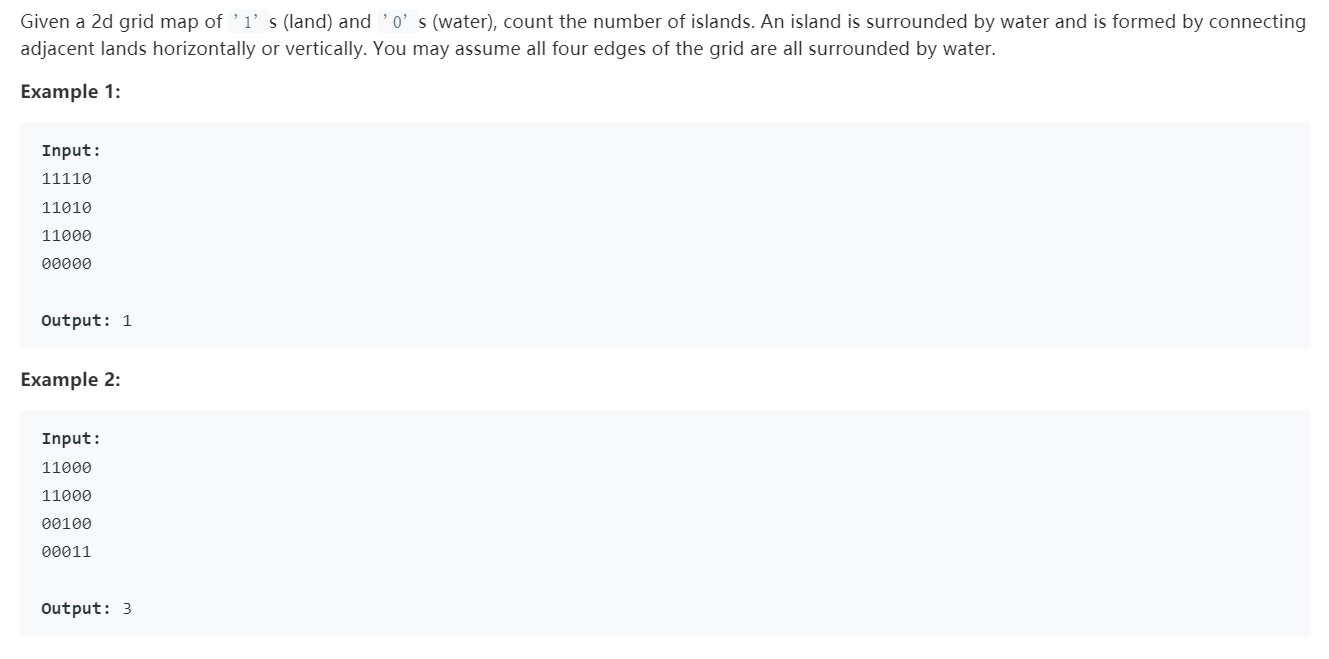 Given a 2d grid map of '1' s (land) and '0' s (water), count the number of islands. An island is surrounded by water and is formed by connecting
adjacent lands horizontally or vertically. You may assume all four edges of the grid are all surrounded by water.
Example 1:
Input:
11110
11010
11000
00000
Output: 1
Example 2:
Input:
11000
11000
00100
00011
Output: 3